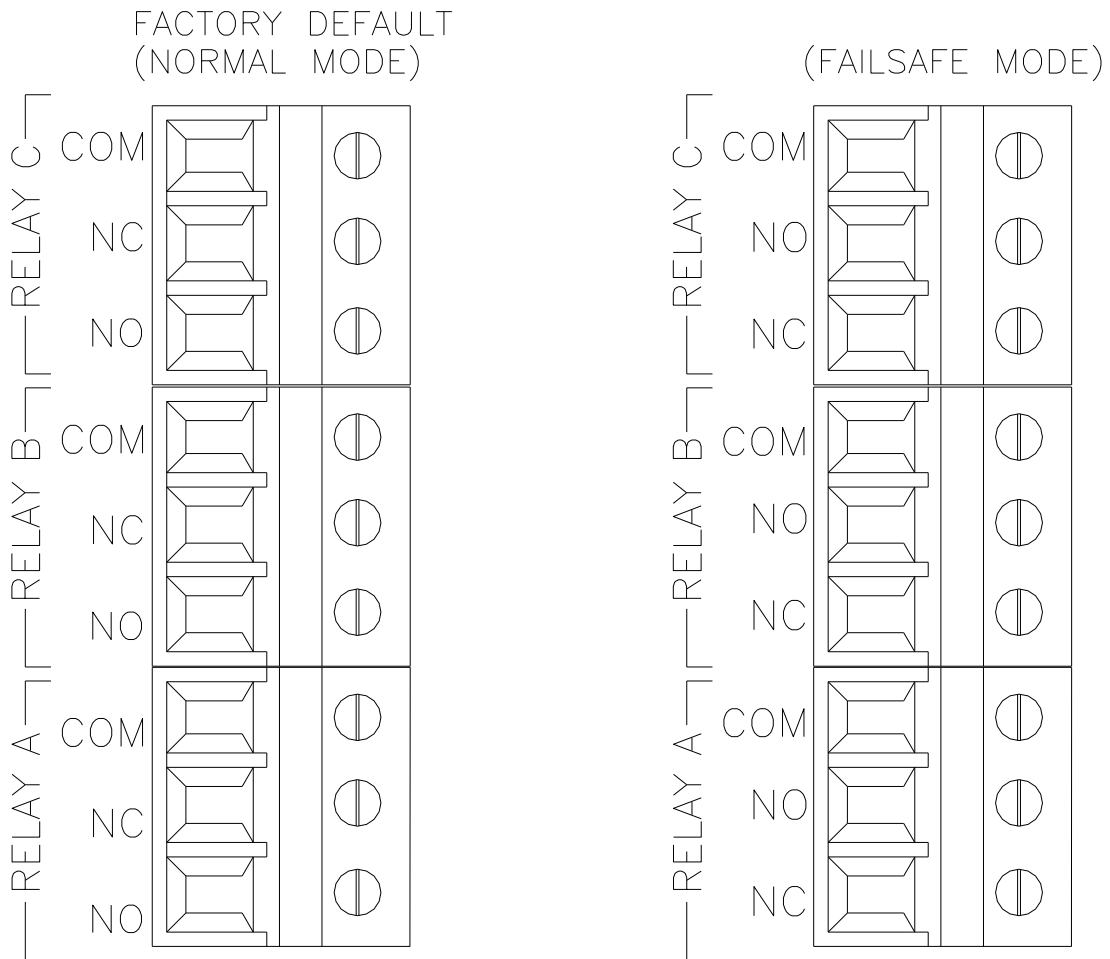 FACTORY DEFAULT
(NORMAL MODE)
RELAY C
COM
NC
NO
RELAY B
COM
NC
NO
RELAY A
COM
NC
NO
(FAILSAFE MODE)
RELAY C
COM
NO
NC
RELAY B
COM
NO
NC
RELAY A
COM
NO
NC